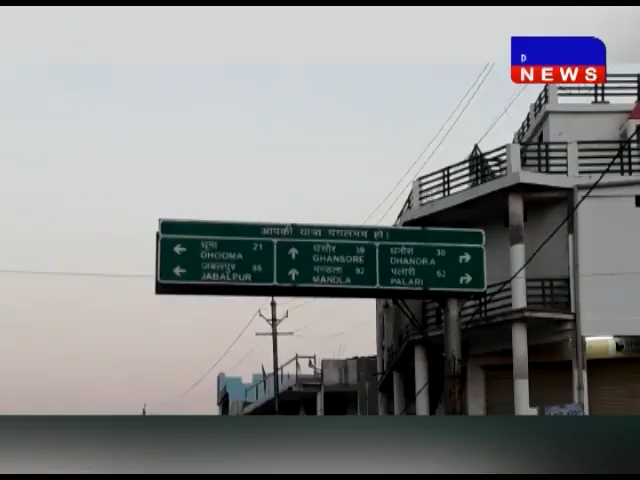 D
NEWS
आपकी यात्रा मंगलमय हो।
धूमा 21
DHOOMA
जबलपुर 86
JABALPUR
घंसौर 39
GHANSORE
मण्डला 92
MANDLA
धनौरा 30
DHANORA
पलारी 62
PALARI